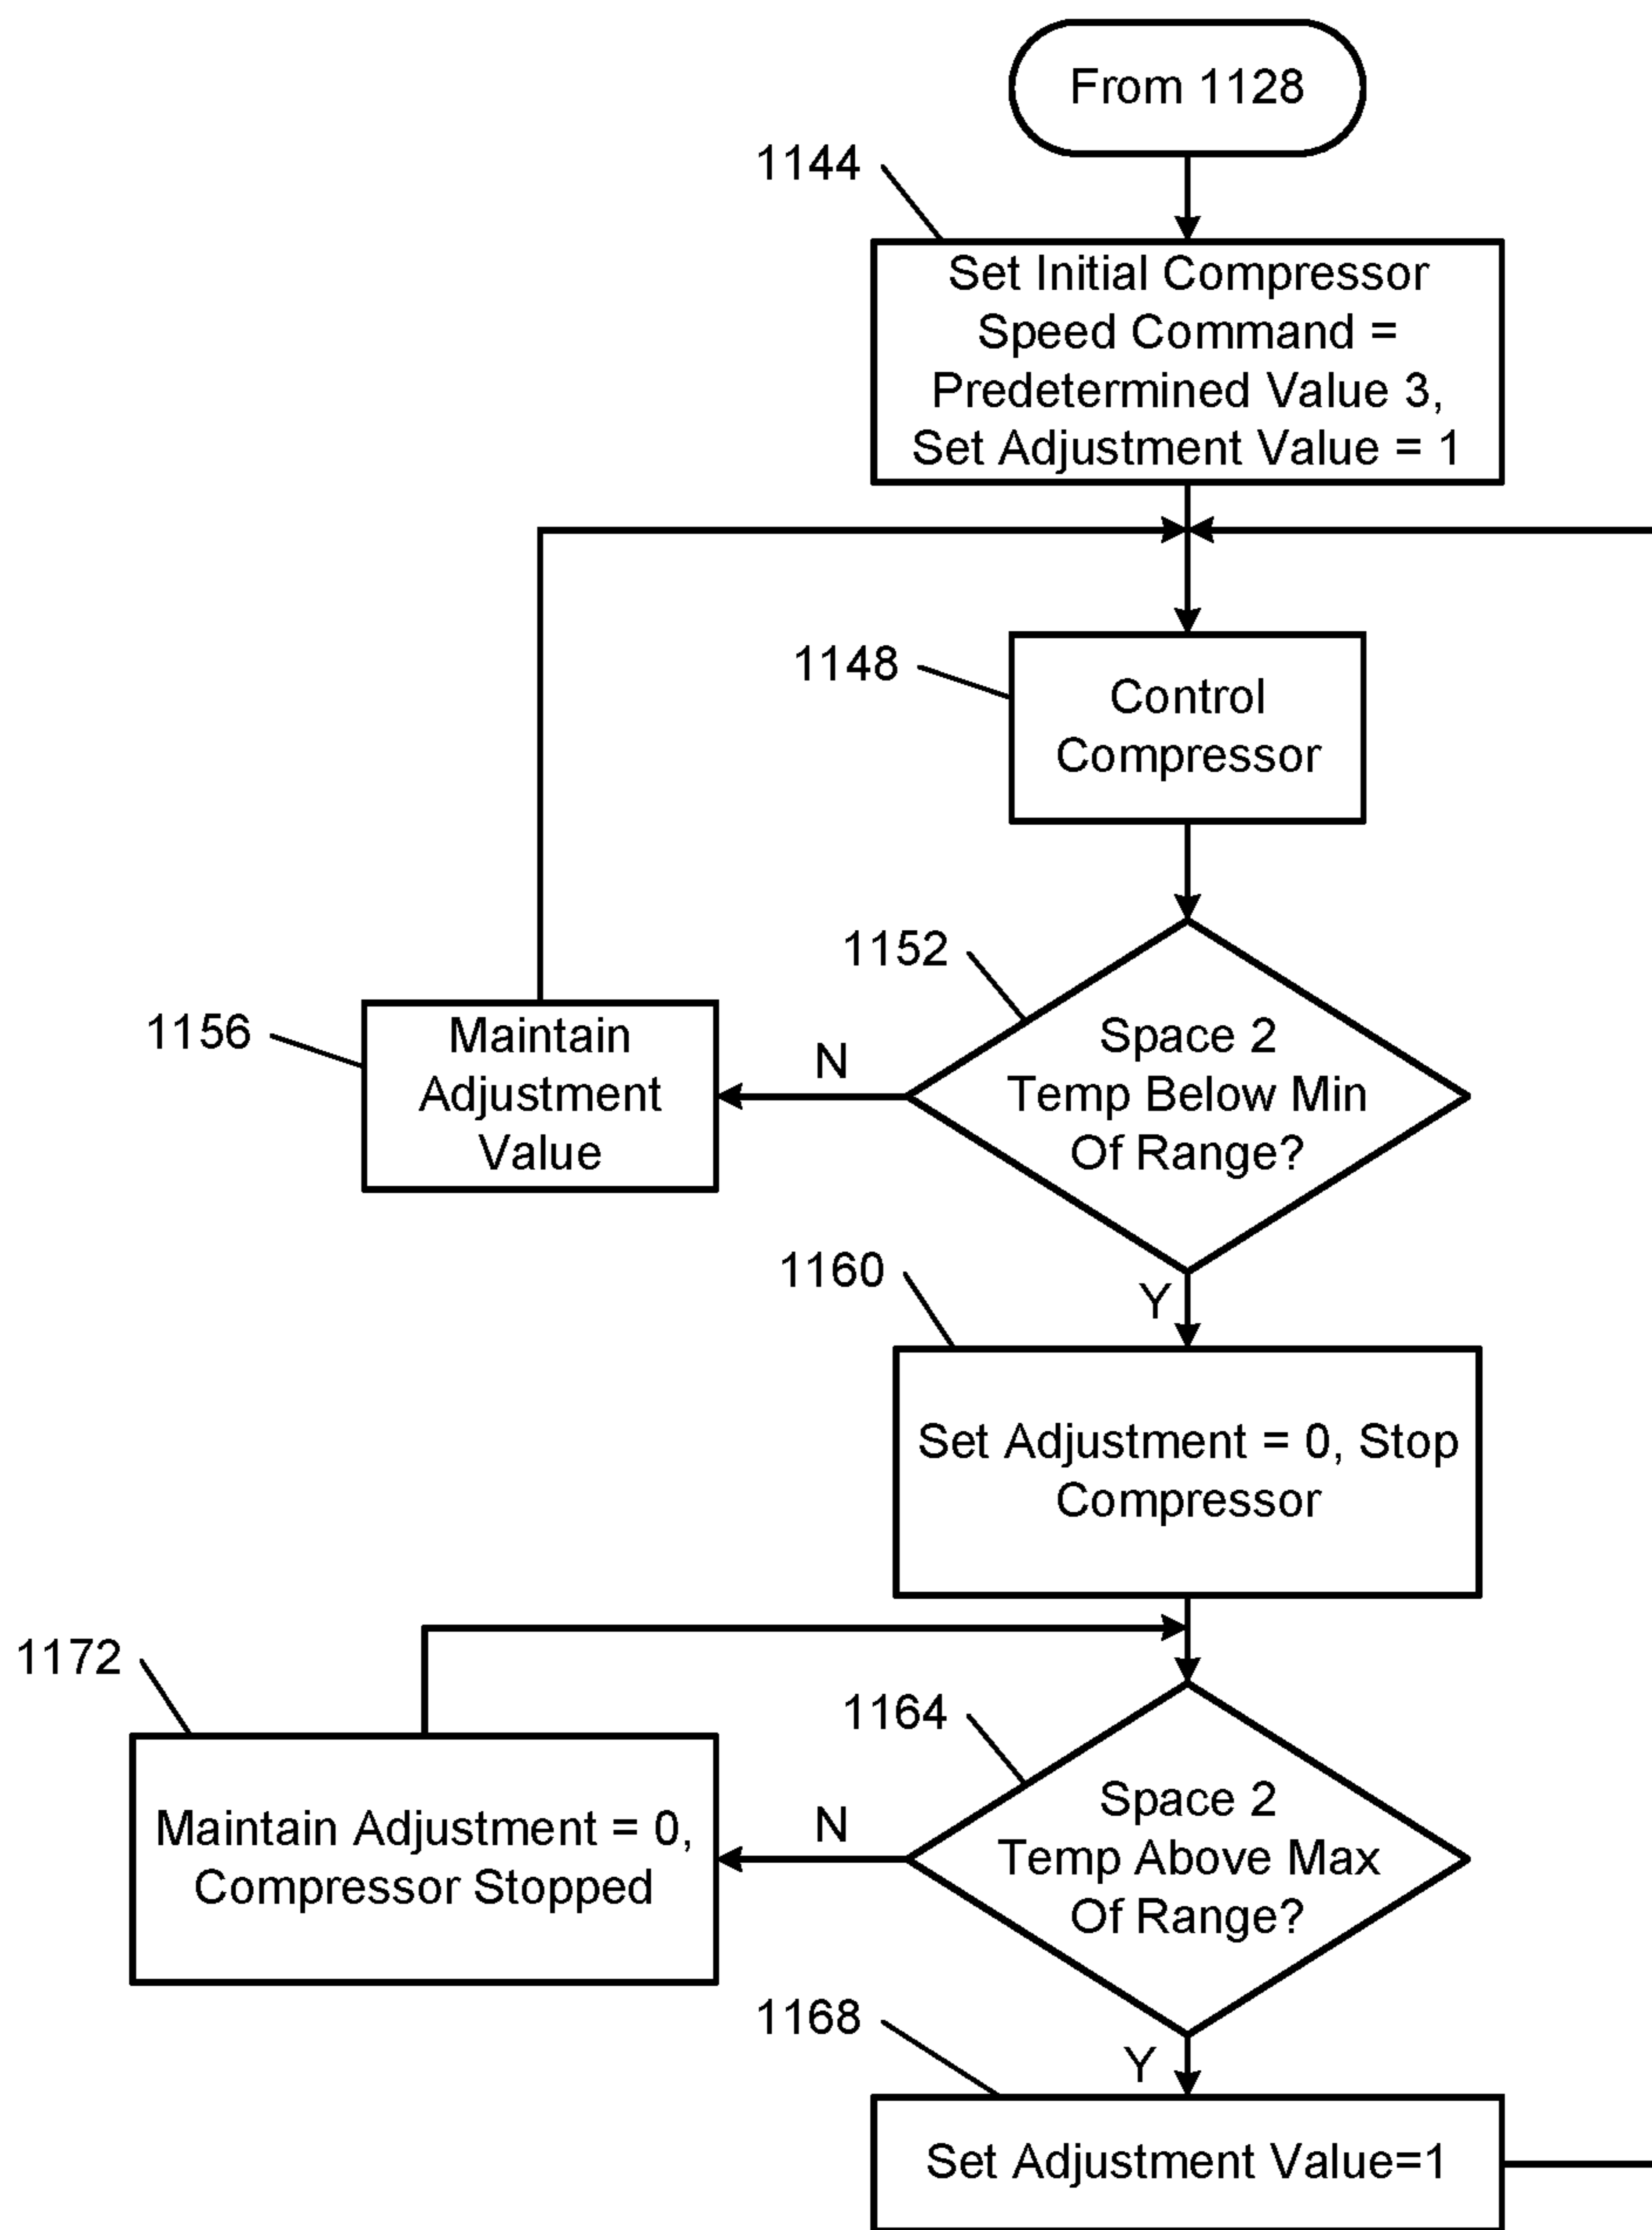 From 1128
1144
Set Initial Compressor
Speed Command =
Predetermined Value 3,
Set Adjustment Value = 1
1148
Control
Compressor
1152
Space 2
Temp Below Min
Of Range?
N
1156
Maintain
Adjustment
Value
Y
1160
Set Adjustment = 0, Stop
Compressor
1164
Space 2
Temp Above Max
Of Range?
N
1172
Maintain Adjustment = 0,
Compressor Stopped
Y
1168
Set Adjustment Value=1